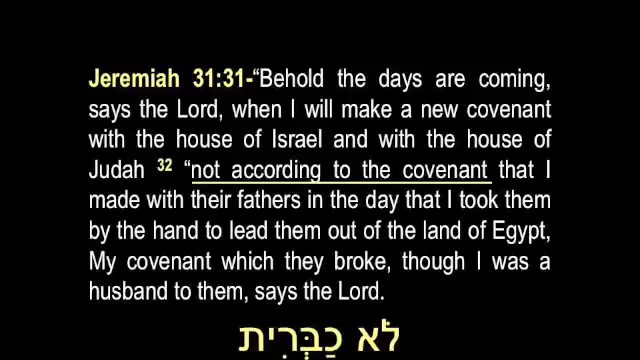 Jeremiah 31:31-“Behold the days are coming,
says the Lord, when I will make a new covenant
with the house of Israel and with the house of
Judah 32 “not according to the covenant that I
made with their fathers in the day that I took them
by the hand to lead them out of the land of Egypt,
My covenant which they broke, though I was a
husband to them, says the Lord.
לֹא כַבְּרִית